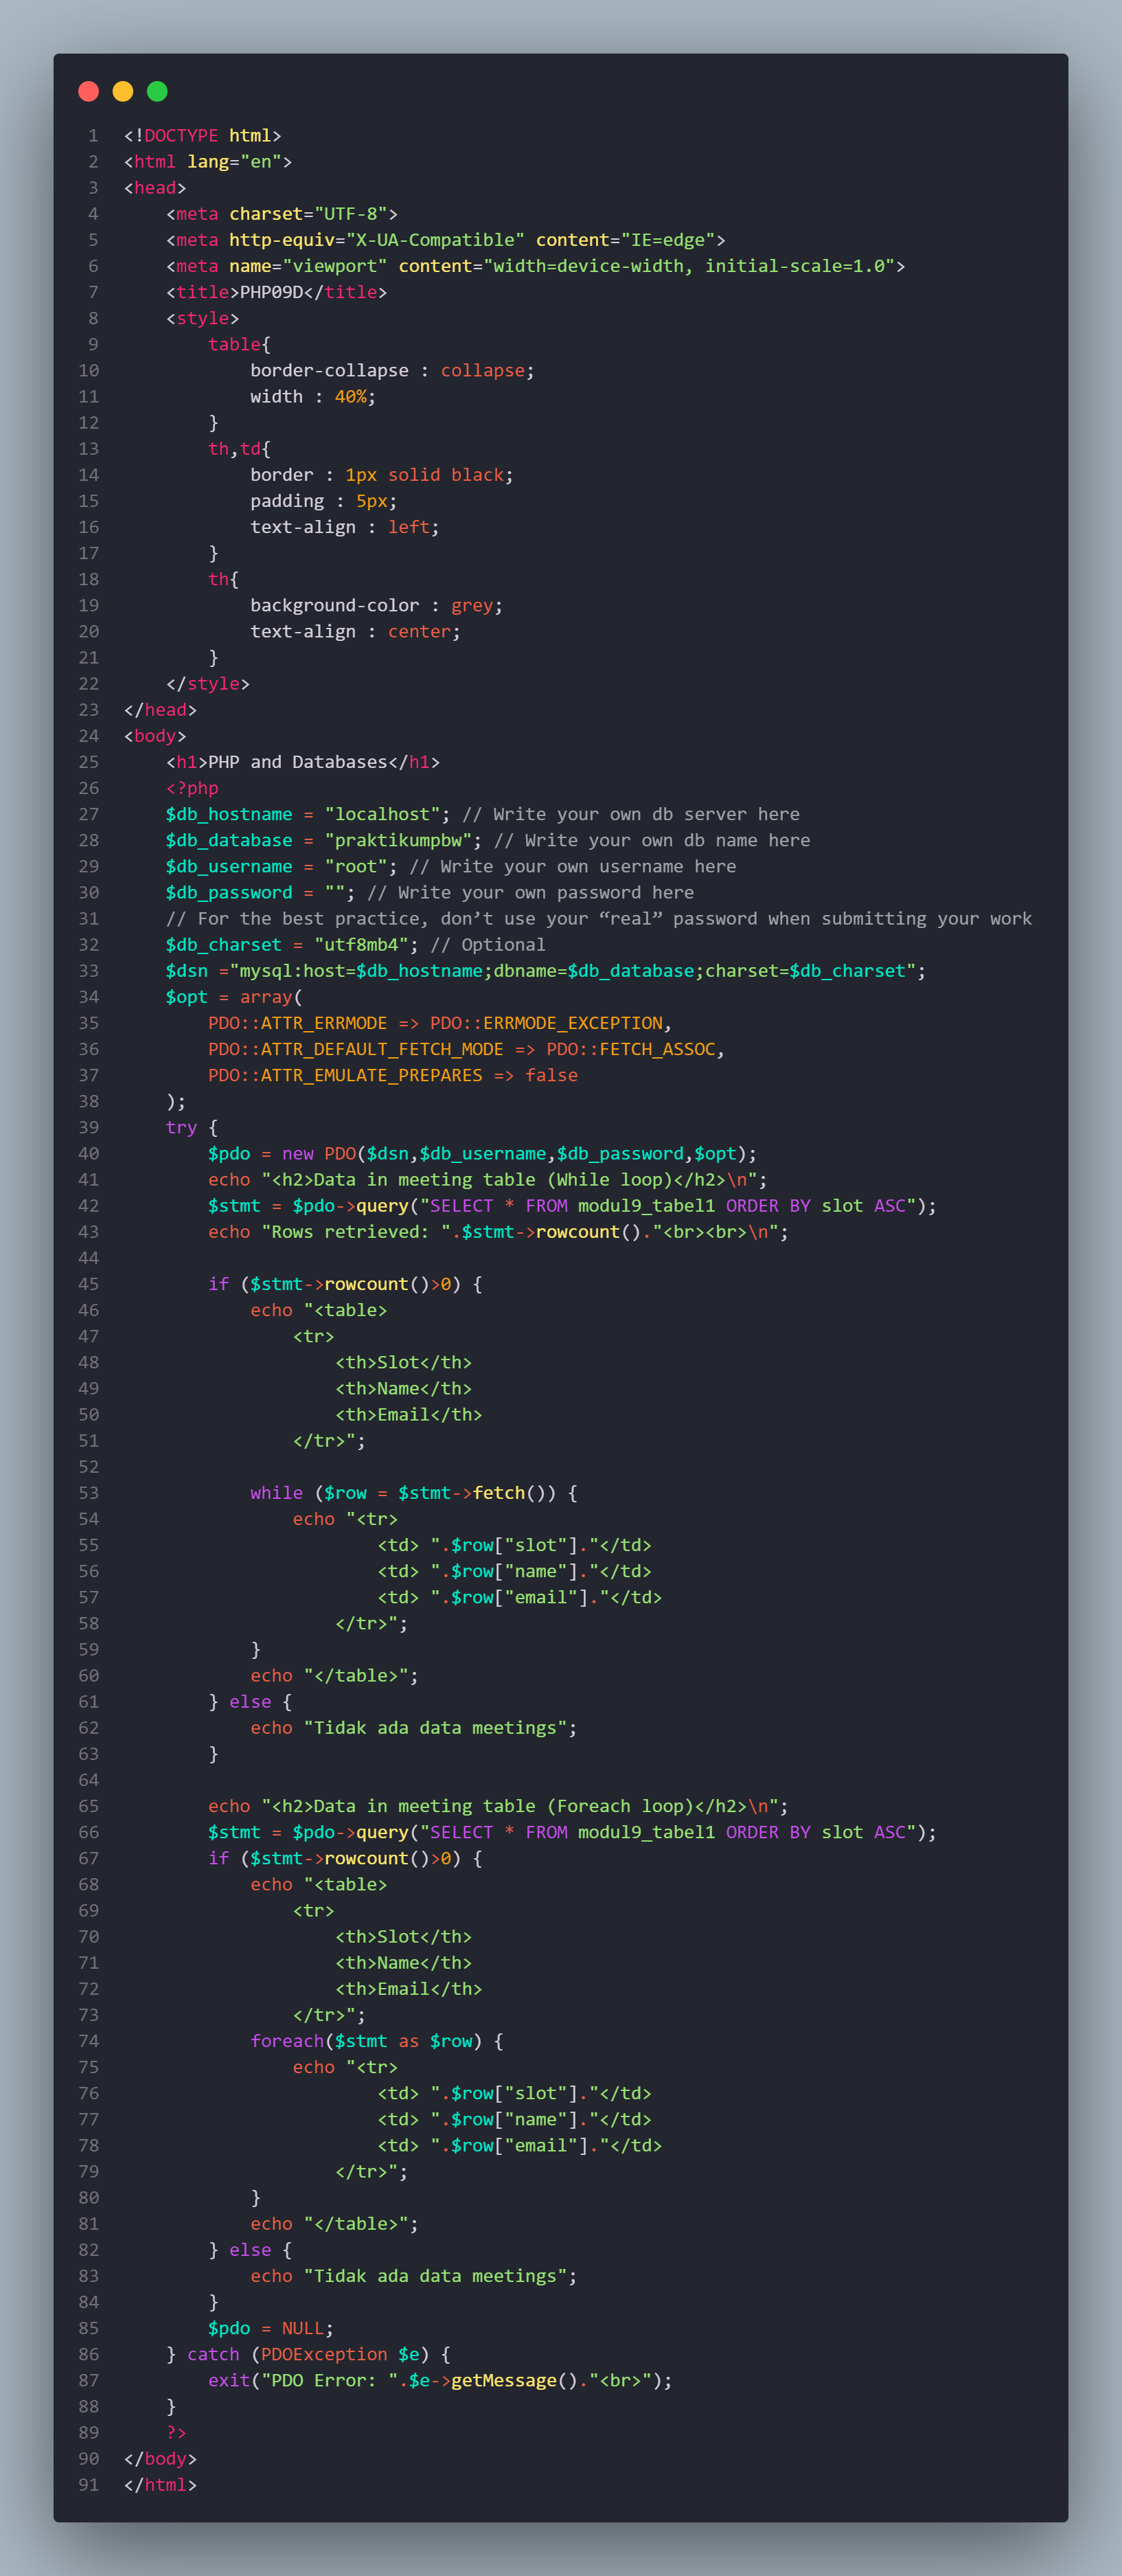 1 <!DOCTYPE html>
2 <html lang="en">
3 <head>
4     <meta charset="UTF-8">
5     <meta http-equiv="X-UA-Compatible" content="IE=edge">
6     <meta name="viewport" content="width=device-width, initial-scale=1.0">
7     <title>PHP09D</title>
8     <style>
9         table{
10             border-collapse : collapse;
11             width : 40%;
12         }
13         th,td{
14             border : 1px solid black;
15             padding : 5px;
16             text-align : left;
17         }
18         th{
19             background-color : grey;
20             text-align : center;
21         }
22     </style>
23 </head>
24 <body>
25     <h1>PHP and Databases</h1>
26     <?php
27     $db_hostname = "localhost"; // Write your own db server here
28     $db_database = "praktikumpbw"; // Write your own db name here
29     $db_username = "root"; // Write your own username here
30     $db_password = ""; // Write your own password here
31     // For the best practice, don’t use your “real” password when submitting your work
32     $db_charset = "utf8mb4"; // Optional
33     $dsn ="mysql:host=$db_hostname;dbname=$db_database;charset=$db_charset";
34     $opt = array(
35         PDO::ATTR_ERRMODE => PDO::ERRMODE_EXCEPTION,
36         PDO::ATTR_DEFAULT_FETCH_MODE => PDO::FETCH_ASSOC,
37         PDO::ATTR_EMULATE_PREPARES => false
38     );
39     try {
40         $pdo = new PDO($dsn,$db_username,$db_password,$opt);
41         echo "<h2>Data in meeting table (While loop)</h2>\n";
42         $stmt = $pdo->query("SELECT * FROM modul9_tabel1 ORDER BY slot ASC");
43         echo "Rows retrieved: ".$stmt->rowcount()."<br><br>\n";
44
45         if ($stmt->rowcount()>0) {
46             echo "<table>
47                 <tr>
48                     <th>Slot</th>
49                     <th>Name</th>
50                     <th>Email</th>
51                 </tr>";
52
53             while ($row = $stmt->fetch()) {
54                 echo "<tr>
55                         <td> ".$row["slot"]."</td>
56                         <td> ".$row["name"]."</td>
57                         <td> ".$row["email"]."</td>
58                     </tr>";
59             }
60             echo "</table>";
61         } else {
62             echo "Tidak ada data meetings";
63         }
64
65         echo "<h2>Data in meeting table (Foreach loop)</h2>\n";
66         $stmt = $pdo->query("SELECT * FROM modul9_tabel1 ORDER BY slot ASC");
67         if ($stmt->rowcount()>0) {
68             echo "<table>
69                 <tr>
70                     <th>Slot</th>
71                     <th>Name</th>
72                     <th>Email</th>
73                 </tr>";
74             foreach($stmt as $row) {
75                 echo "<tr>
76                         <td> ".$row["slot"]."</td>
77                         <td> ".$row["name"]."</td>
78                         <td> ".$row["email"]."</td>
79                     </tr>";
80             }
81             echo "</table>";
82         } else {
83             echo "Tidak ada data meetings";
84         }
85         $pdo = NULL;
86     } catch (PDOException $e) {
87         exit("PDO Error: ".$e->getMessage()."<br>");
88     }
89     ?>
90 </body>
91 </html>